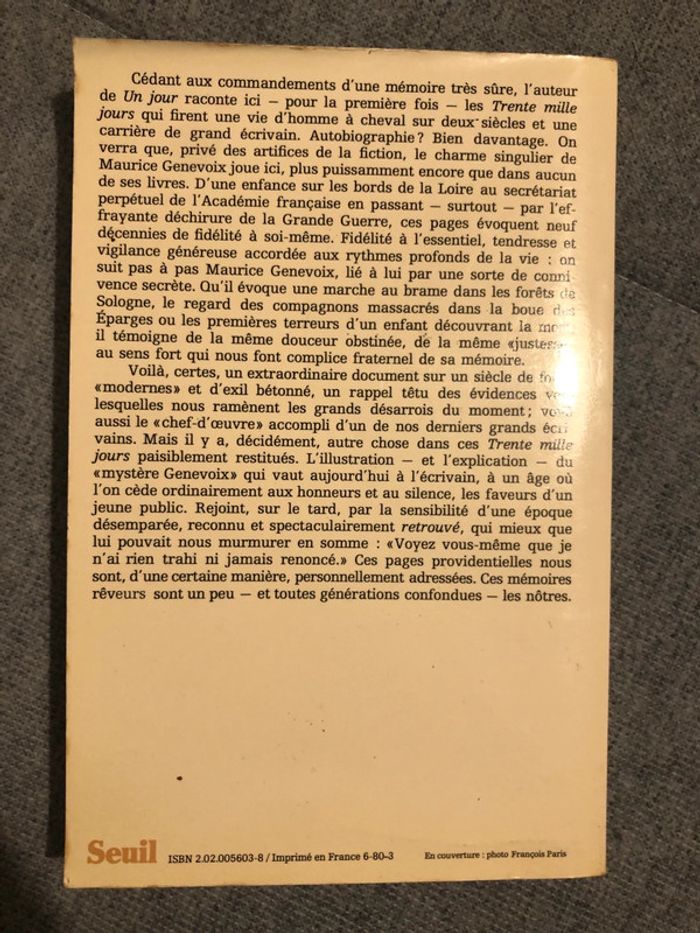 Cédant aux commandements d'une mémoire très sûre, l'auteur
de Un jour raconte ici – pour la première fois – les Trente mille
jours qui firent une vie d'homme à cheval sur deux siècles et une
carrière de grand écrivain. Autobiographie? Bien davantage. On
verra que, privé des artifices de la fiction, le charme singulier de
Maurice Genevoix joue ici, plus puissamment encore que dans aucun
de ses livres. D'une enfance sur les bords de la Loire au secrétariat
perpétuel de l'Académie française en passant – surtout – par l'ef-
frayante déchirure de la Grande Guerre, ces pages évoquent neuf
décennies de fidélité à soi-même. Fidélité à l'essentiel, tendresse et
vigilance généreuse accordée aux rythmes profonds de la vie : on
suit pas à pas Maurice Genevoix, lié à lui par une sorte de conni-
vence secrète. Qu'il évoque une marche au brame dans les forêts de
Sologne, le regard des compagnons massacrés dans la boue des
Éparges ou les premières terreurs d'un enfant découvrant la
il témoigne de la même douceur obstinée, de la même
au sens fort qui nous font complice fraternel de sa mémoire.
Voilà, certes, un extraordinaire document sur un siècle de
«modernes» et d'exil bétonné, un rappel têtu des évidences
lesquelles nous ramènent les grands désarrois du moment;
aussi le «chef-d'œuvre» accompli d'un de nos derniers grands écri-
vains. Mais il y a, décidément, autre chose dans ces Trente mille
jours paisiblement restitués. L'illustration – et l'explication – du
«mystère Genevoix» qui vaut aujourd'hui à l'écrivain, à un âge où
l'on cède ordinairement aux honneurs et au silence, les faveurs d'un
jeune public. Rejoint, sur le tard, par la sensibilité d'une époque
désemparée, reconnu et spectaculairement retrouvé, qui mieux que
lui pouvait nous murmurer en somme : «Voyez vous-même que je
n'ai rien trahi ni jamais renoncé.» Ces pages providentielles nous
sont, d'une certaine manière, personnellement adressées. Ces mémoires
rêveurs sont un peu – et toutes générations confondues – les nôtres.
Seuil
ISBN 2.02.005603-8 / Imprimé en France 6-80-3
En couverture : photo François Paris